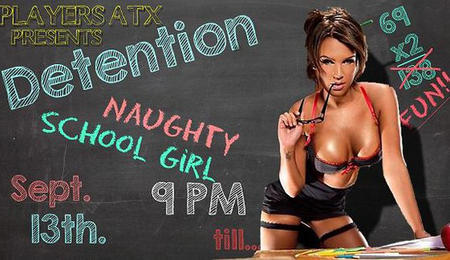 PLAYERS ATX
PRESENTS
Detention
NAUGHTY
SCHOOL GiRL
Sept.
13th.
9 PM
till...
69
x2
138
FUN!!